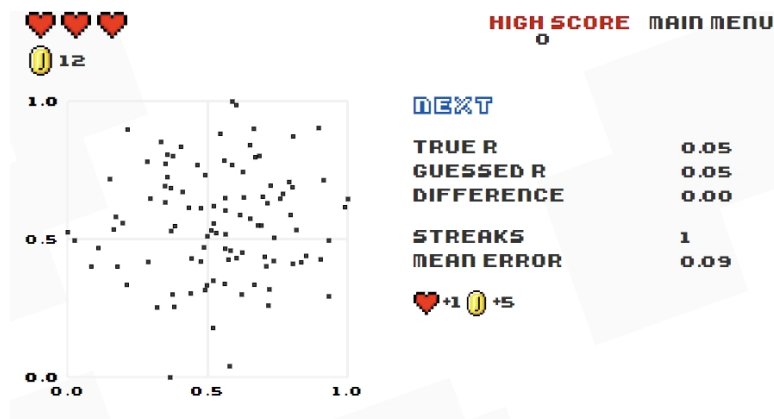 HIGH SCORE MAIN MENU
0
12
NEXT
TRUE R 0.05
GUESSED R 0.05
DIFFERENCE 0.00
STREAKS 1
MEAN ERROR 0.09
+1 +5
1.0
0.5
0.0
0.0 0.5 1.0